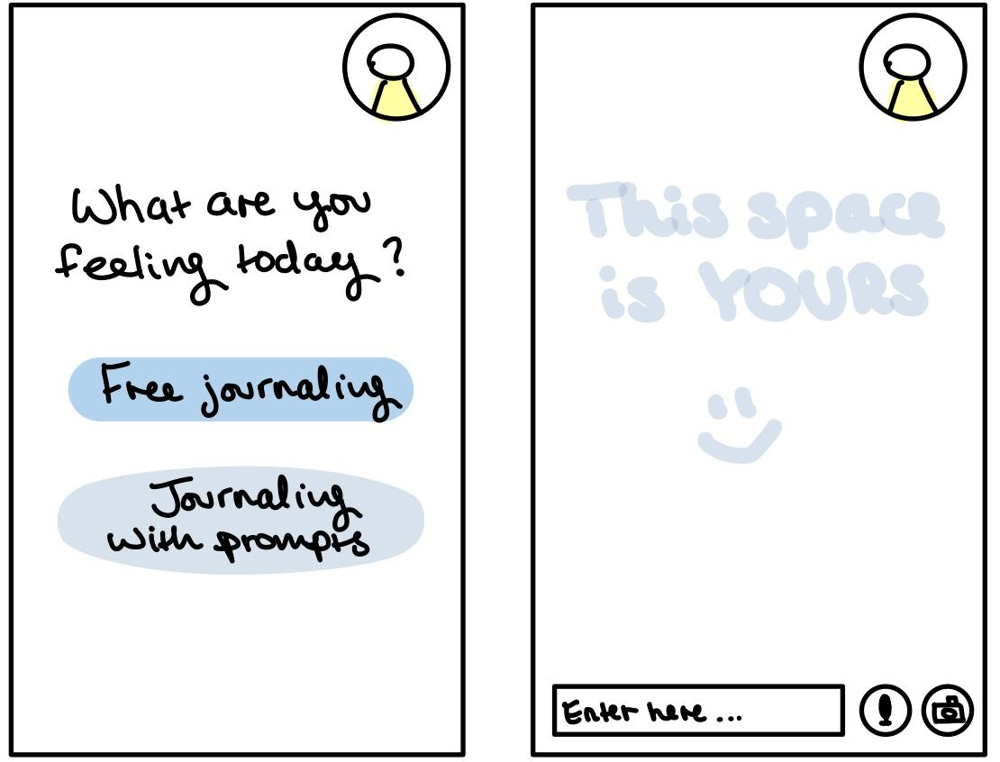 What are you
feeling today?
Free journaling
Journaling
with prompts
This space
is YOURS
Enter here ...